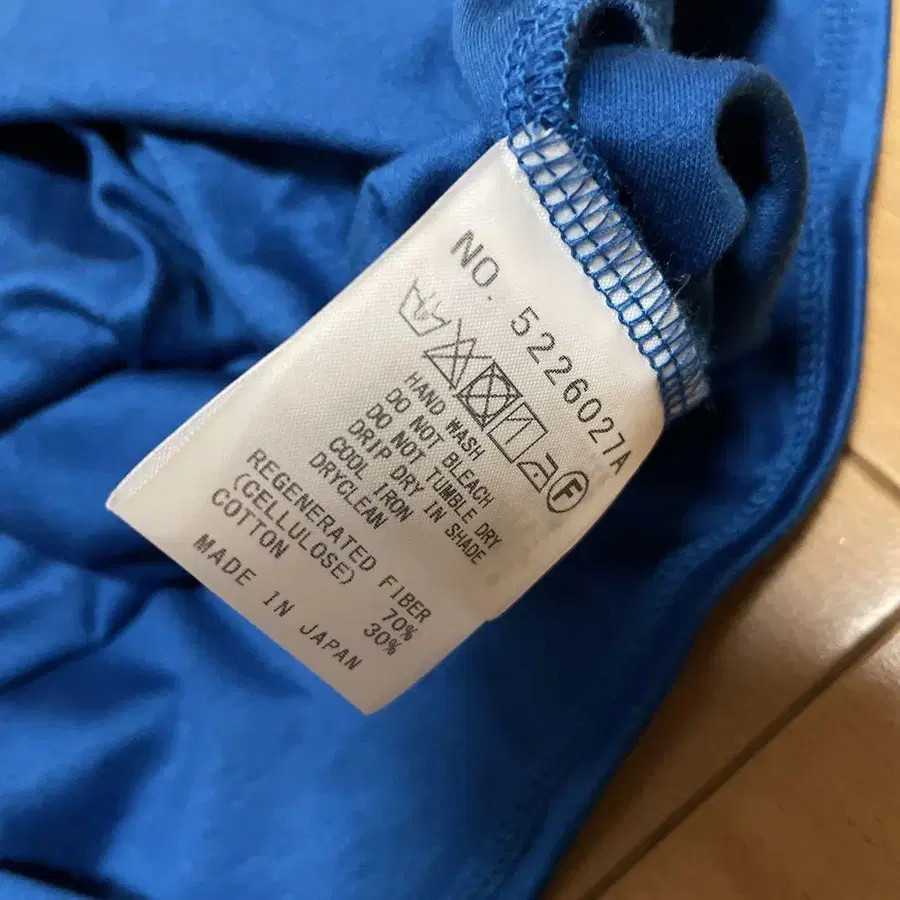 NO. 5226027A
F
HAND WASH
DO NOT BLEACH
DO NOT TUMBLE DRY
DRIP DRY IN SHADE
COOL IRON
DRYCLEAN
REGENERATED FIBER
(CELLULOSE) 70%
COTTON 30%
MADE IN JAPAN